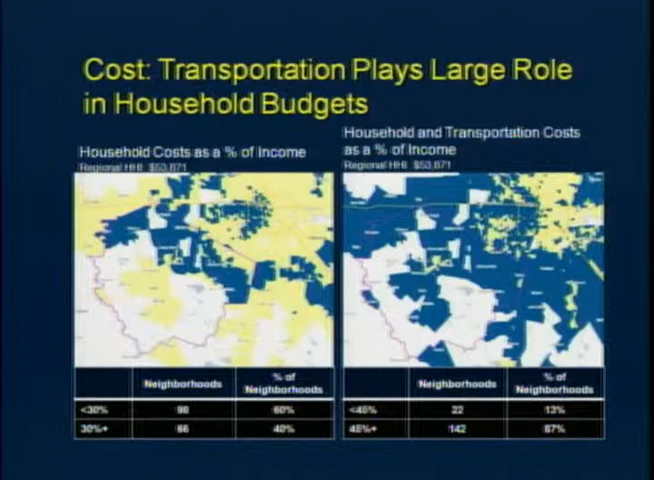 Cost: Transportation Plays Large Role
in Household Budgets
Household Costs as a % of Income
Regional HHI $53,871
Household and Transportation Costs
as a % of Income
Regional HHI $53,871
Neighborhoods
% of
Neighborhoods
<30% 98 60%
30%+ 66 40%
Neighborhoods
% of
Neighborhoods
<45% 22 13%
45%+ 142 87%